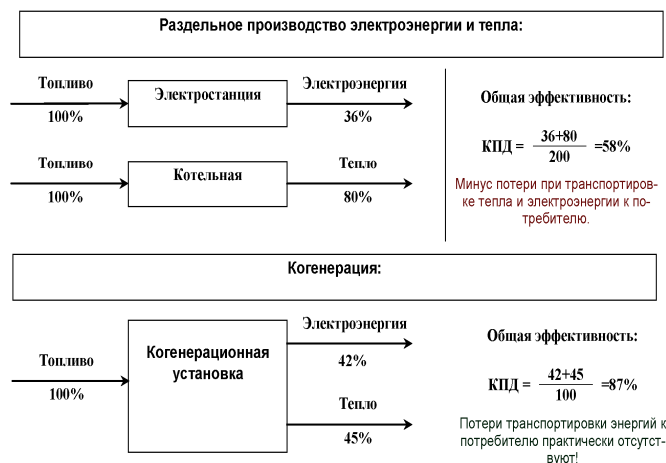 Раздельное производство электроэнергии и тепла:
Топливо
100%
Электростанция
Электроэнергия
36%
Топливо
100%
Котельная
Тепло
80%
Общая эффективность:
КПД = 36+80 / 200 =58%
Минус потери при транспортиров-
ке тепла и электроэнергии к по-
требителю.
Когенерация:
Топливо
100%
Когенерационная
установка
Электроэнергия
42%
Тепло
45%
Общая эффективность:
КПД = 42+45 / 100 =87%
Потери транспортировки энергий к
потребителю практически отсутст-
вуют!